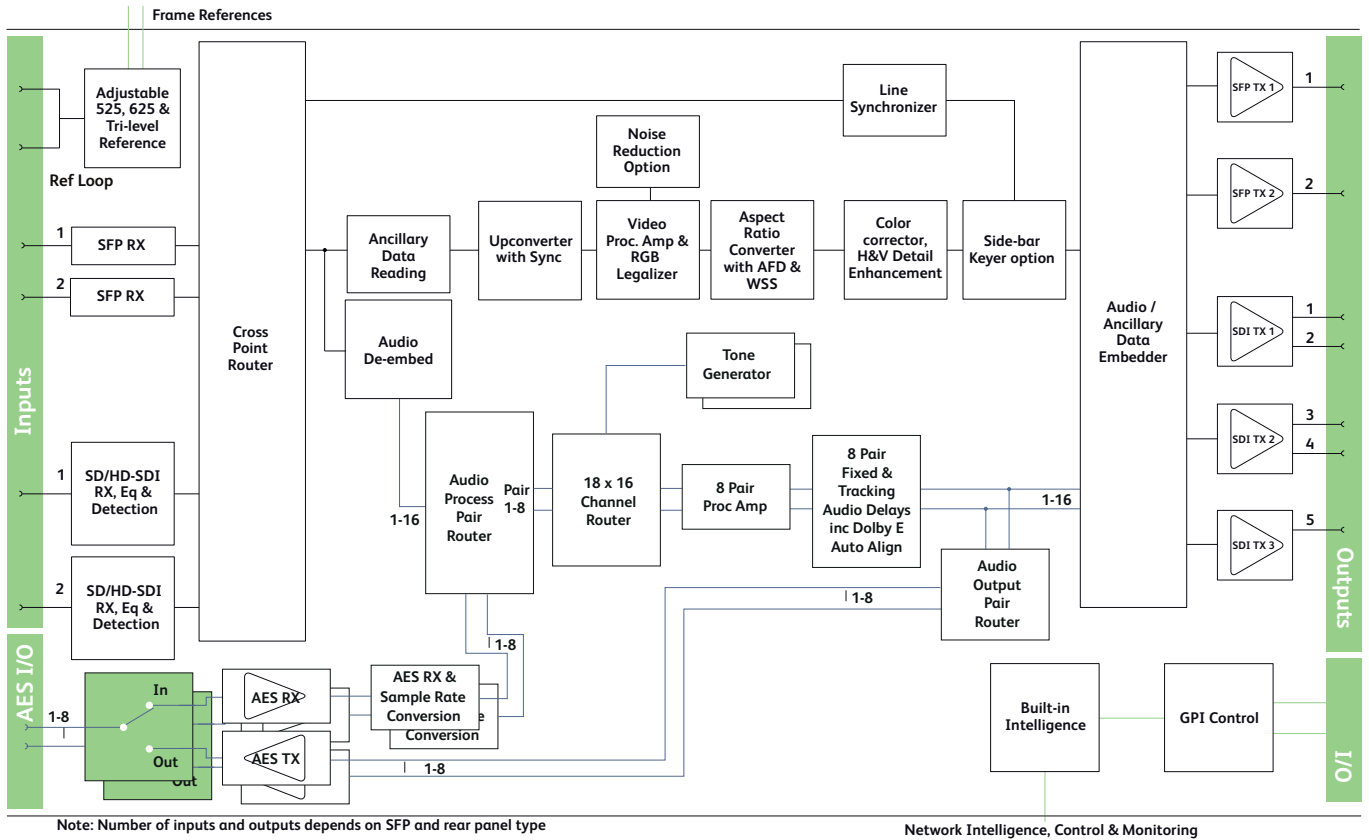 Frame References
Adjustable
525, 625 &
Tri-level
Reference
Ref Loop
Inputs
1
SFP RX
2
SFP RX
1
SD/HD-SDI
RX, Eq &
Detection
2
SD/HD-SDI
RX, Eq &
Detection
Cross
Point
Router
Line
Synchronizer
Noise
Reduction
Option
Ancillary
Data
Reading
Upconverter
with Sync
Video
Proc. Amp &
RGB
Legalizer
Aspect
Ratio
Converter
with AFD &
WSS
Color
corrector,
H&V Detail
Enhancement
Side-bar
Keyer option
Audio
De-embed
Tone
Generator
1-16
Audio
Process
Pair
Router
Pair
1-8
18 x 16
Channel
Router
8 Pair
Proc Amp
8 Pair
Fixed &
Tracking
Audio Delays
inc Dolby E
Auto Align
1-16
Audio
Output
Pair
Router
1-8
1-8
Audio /
Ancillary
Data
Embedder
SFP TX 1
1
SFP TX 2
2
SDI TX 1
1
2
SDI TX 2
3
4
SDI TX 3
5
Outputs
AES I/O
1-8
In
Out
Out
AES RX
AES TX
AES RX &
Sample Rate
Conversion
e
Conversion
1-8
Built-in
Intelligence
GPI Control
I/O
Note: Number of inputs and outputs depends on SFP and rear panel type
Network Intelligence, Control & Monitoring